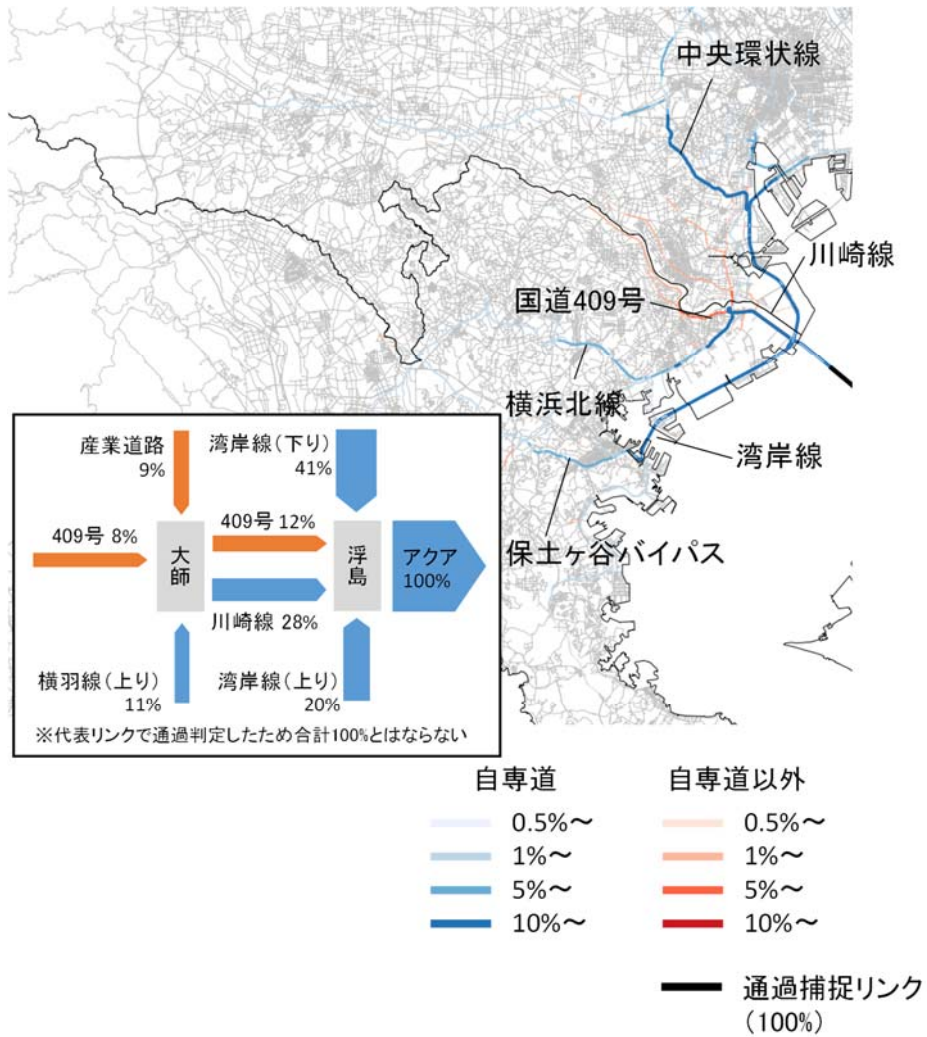 中央環状線
川崎線
国道409号
横浜北線
湾岸線
保土ヶ谷バイパス
産業道路
9%
湾岸線(下り)
41%
409号 8%
大師
409号 12%
浮島
アクア
100%
川崎線 28%
横羽線(上り)
11%
湾岸線(上り)
20%
※代表リンクで通過判定したため合計100%とはならない
自専道
0.5%～
1%～
5%～
10%～
自専道以外
0.5%～
1%～
5%～
10%～
通過捕捉リンク
(100%)